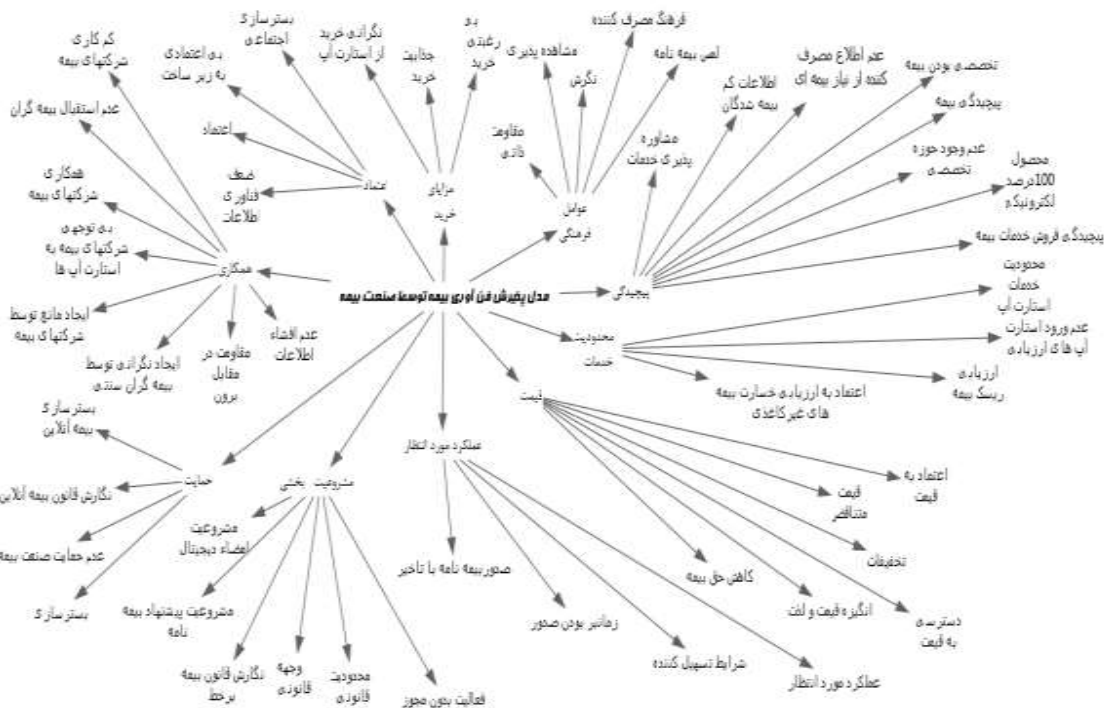 فرهنگ مصرف کننده
مشاهده پذیری
نگرش
لمس بیمه نامه
مقاومت
ذاتی
عوامل
فرهنگی
بی
رغبتی
خرید
جذابیت
خرید
نگرانی خرید
از استارت آپ
مزایای
خرید
بسترسازی
اجتماعی
بی اعتمادی
به زیر ساخت
اعتماد
ضعف
فناوری
اطلاعات
اعتماد
کم کاری
شرکتهای بیمه
عدم استقبال بیمه گران
همکاری
شرکتهای بیمه
بی توجهی
شرکتهای بیمه به
استارت آپ ها
همکاری
ایجاد مانع توسط
شرکتهای بیمه
ایجاد نگرانی توسط
بیمه گران سنتی
مقاومت در
مقابل
برون
عدم افشاء
اطلاعات
عدم اطلاع مصرف
کننده از نیاز بیمه ای
اطلاعات کم
بیمه شدگان
مشاوره
پذیری خدمات
تخصصی بودن بیمه
پیچیدگی بیمه
عدم وجود حوزه
تخصصی
محصول
100درصد
لکترونیکی
پیچیدگی فروش خدمات بیمه
پیچیدگی
مدل پذیرش فن آوری بیمه توسط صنعت بیمه
محدودیت
خدمات
استارت آپ
عدم ورود استارت
آپ های ارزیابی
ارزیابی
ریسک بیمه
اعتماد به ارزیابی خسارت بیمه
های غیرکاغذی
محدودیت
خدمات
قیمت
اعتماد به
قیمت
قیمت
متناقض
تخفیفات
دسترسی
به قیمت
انگیزه قیمت و لذت
کاهش حق بیمه
عملکرد مورد انتظار
صدور بیمه نامه با تاخیر
زمانبر بودن صدور
شرایط تسهیل کننده
عملکرد مورد انتظار
مشروعیت بخشی
مشروعیت
امضاء دیجیتال
مشروعیت پیشنهاد بیمه
نامه
نگارش قانون بیمه
برخط
وجهه
قانونی
محدودیت
قانونی
فعالیت بدون مجوز
حمایت
بسترسازی
بیمه آنلاین
نگارش قانون بیمه آنلاین
عدم حمایت صنعت بیمه
بسترسازی